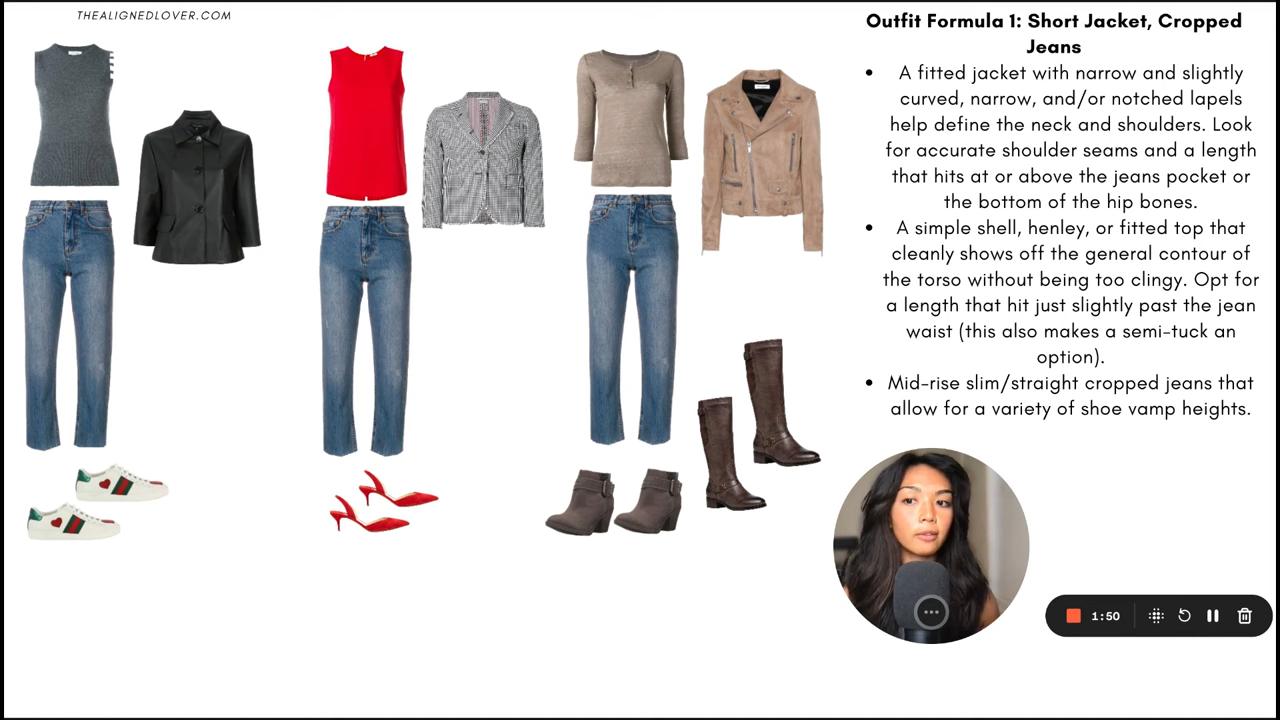 THEALIGNEDLOVER.COM
Outfit Formula 1: Short Jacket, Cropped
Jeans
• A fitted jacket with narrow and slightly
curved, narrow, and/or notched lapels
help define the neck and shoulders. Look
for accurate shoulder seams and a length
that hits at or above the jeans pocket or
the bottom of the hip bones.
• A simple shell, henley, or fitted top that
cleanly shows off the general contour of
the torso without being too clingy. Opt for
a length that hit just slightly past the jean
waist (this also makes a semi-tuck an
option).
• Mid-rise slim/straight cropped jeans that
allow for a variety of shoe vamp heights.
1:50